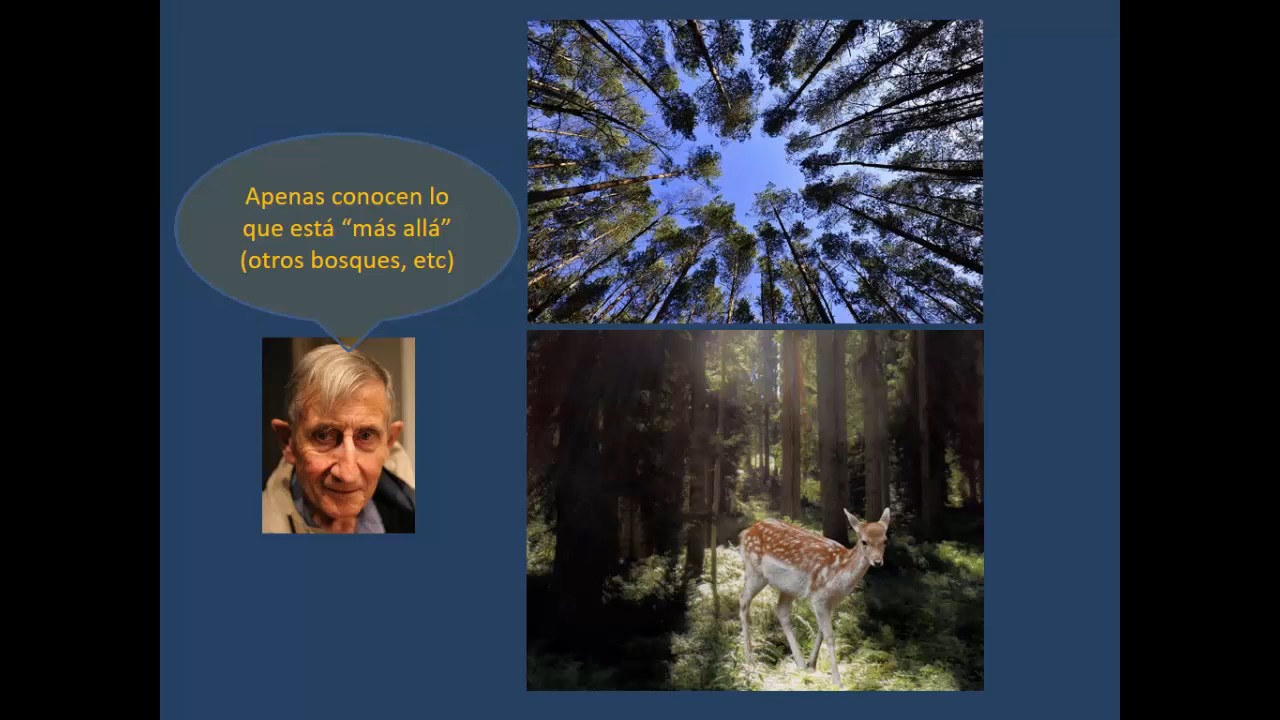 Apenas conocen lo
que está “más allá”
(otros bosques, etc)